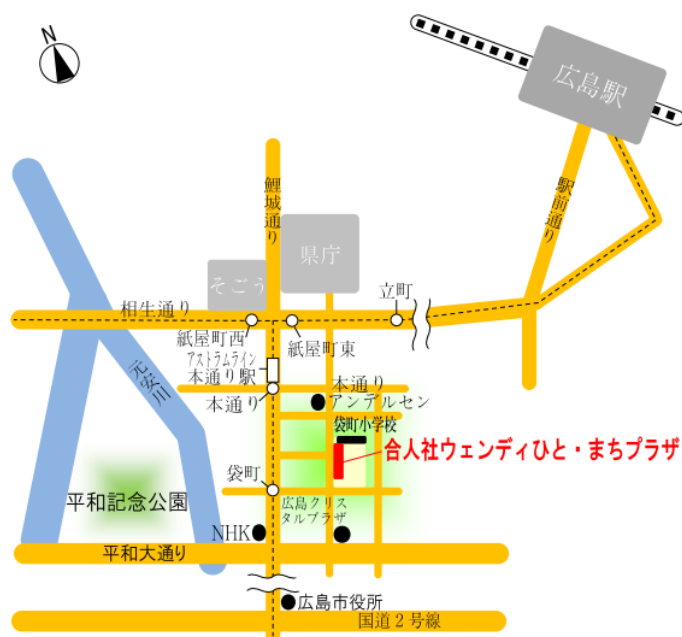 N
広島駅
鯉城通り
駅前通り
県庁
そごう
立町
相生通り
紙屋町西
紙屋町東
アストラムライン
本通り駅
本通り
本通り
アンデルセン
元安川
袋町小学校
合人社ウェンディひと・まちプラザ
袋町
平和記念公園
広島クリス
タルプラザ
NHK
平和大通り
広島市役所
国道2号線